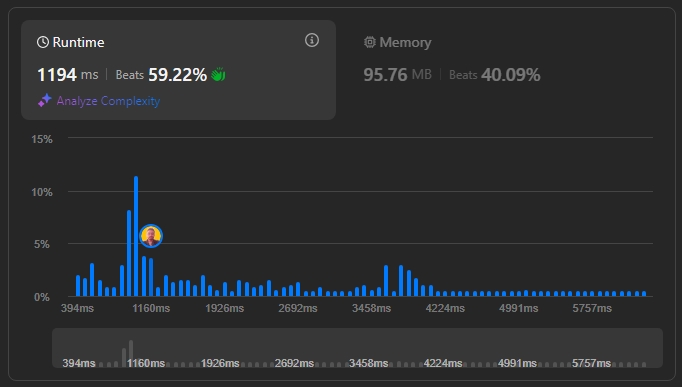 Runtime
1194 ms | Beats 59.22%
Analyze Complexity
Memory
95.76 MB | Beats 40.09%
15%
10%
5%
0%
394ms 1160ms 1926ms 2692ms 3458ms 4224ms 4991ms 5757ms
394ms 1160ms 1926ms 2692ms 3458ms 4224ms 4991ms 5757ms